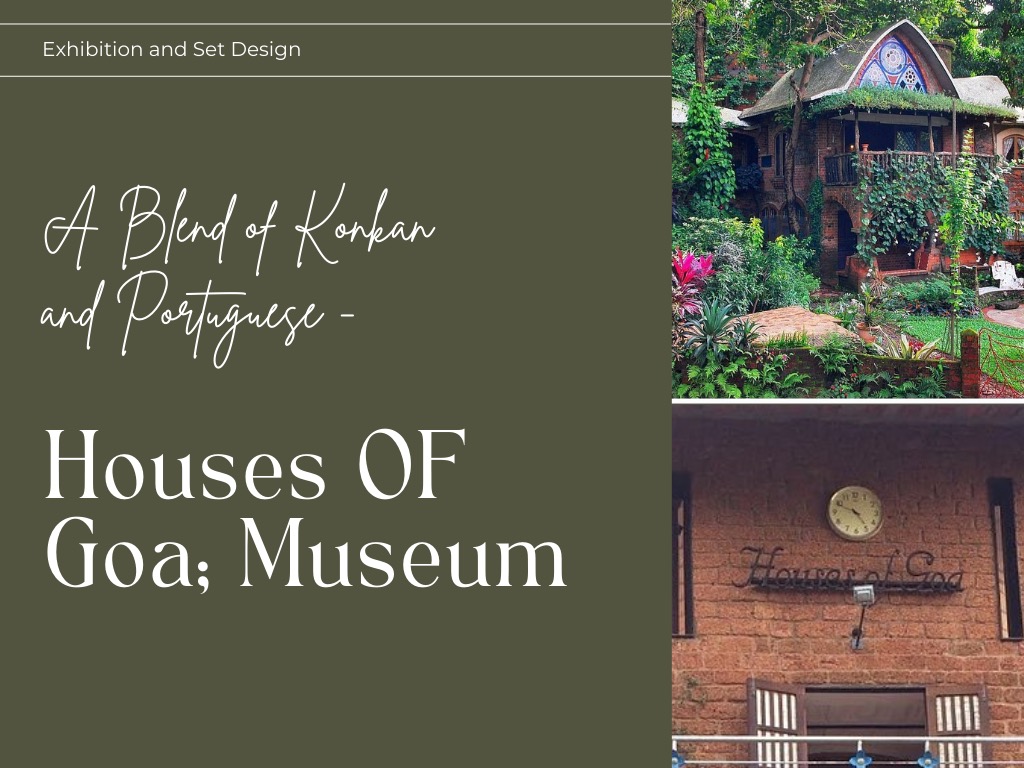 Exhibition and Set Design
A Blend of Konkan
and Portuguese -
Houses OF
Goa; Museum
Houses of Goa